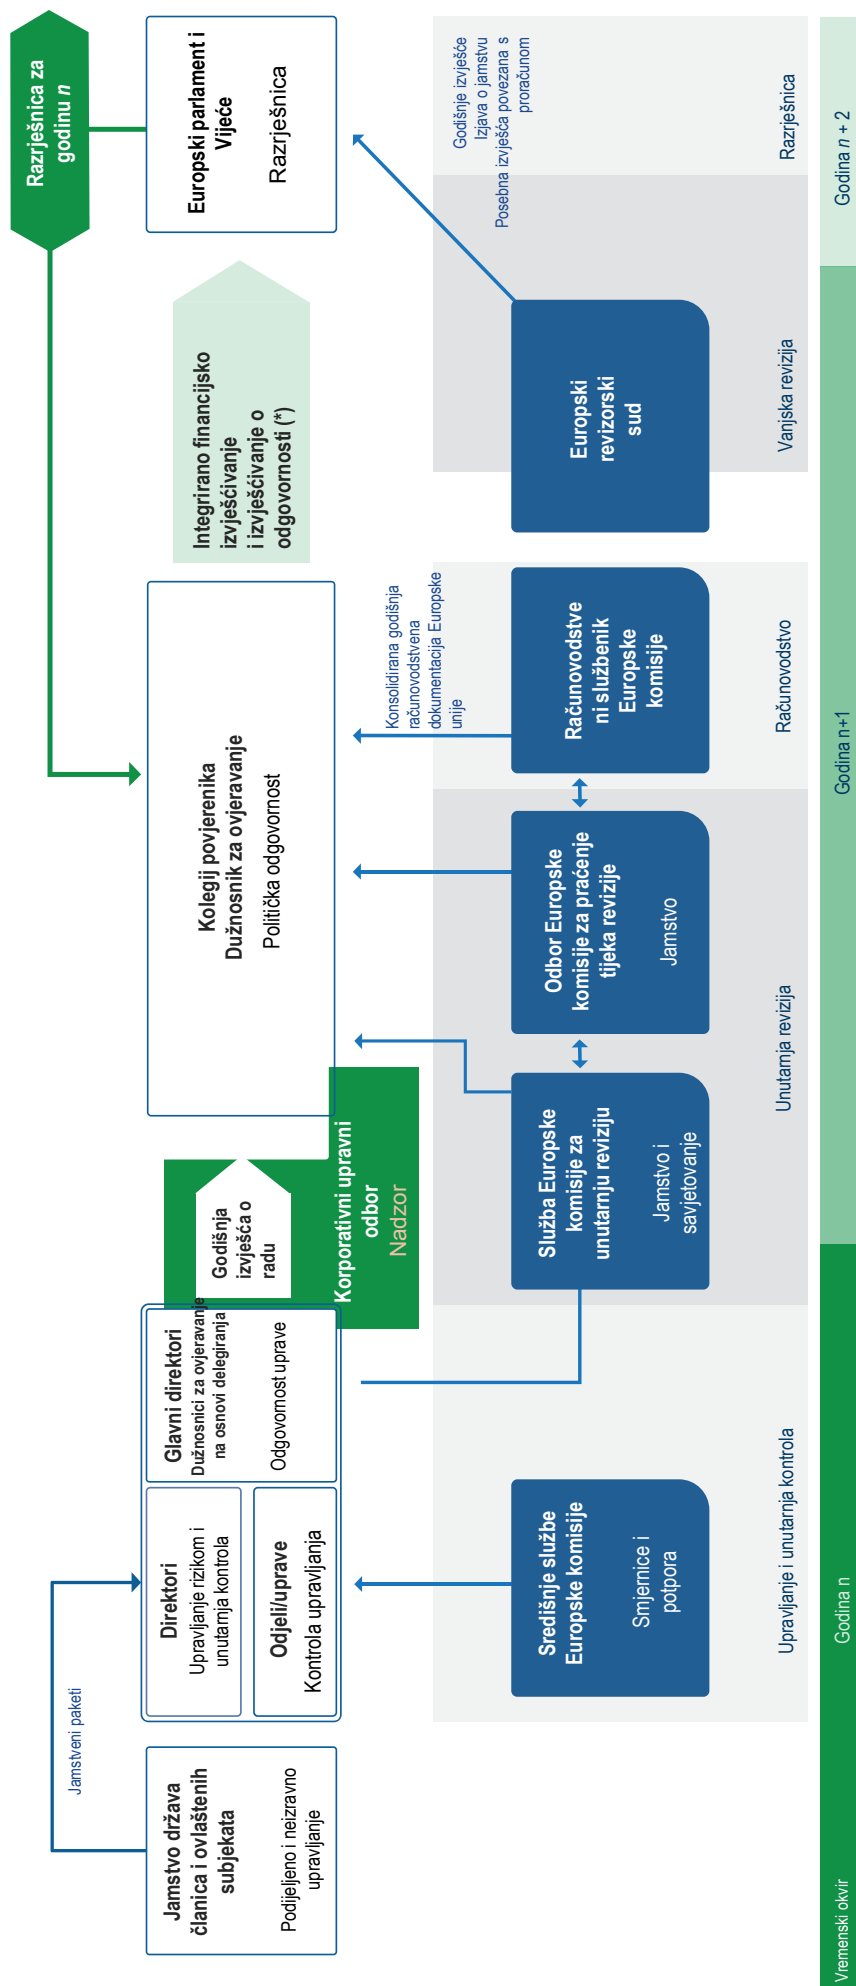 Razrješnica za
godinu n
Jamstveni paketi
Jamstvo država
članica i ovlaštenih
subjekata
Podijeljeno i neizravno
upravljanje
Direktori
Upravljanje rizikom i
unutarnja kontrola
Odjeli/uprave
Kontrola upravljanja
Glavni direktori
Dužnosnici za ovjeravanje
na osnovi delegiranja
Odgovornost uprave
Godišnja
izvješća o
radu
Korporativni upravni
odbor
Nadzor
Kolegij povjerenika
Dužnosnik za ovjeravanje
Politička odgovornost
Integrirano financijsko
izvješćivanje
i izvješćivanje o
odgovornosti (*)
Europski parlament i
Vijeće
Razrješnica
Konsolidirana godišnja
računovodstvena
dokumentacija Europske
unije
Godišnje izvješće
Izjava o jamstvu
Posebna izvješća povezana s
proračunom
Središnje službe
Europske komisije
Smjernice i
potpora
Služba Europske
komisije za
unutarnju reviziju
Jamstvo i
savjetovanje
Odbor Europske
komisije za praćenje
tijeka revizije
Jamstvo
Računovodstve
ni službenik
Europske
komisije
Europski
revizorski
sud
Upravljanje i unutarnja kontrola
Unutarnja revizija
Računovodstvo
Vanjska revizija
Razrješnica
Vremenski okvir
Godina n
Godina n+1
Godina n + 2